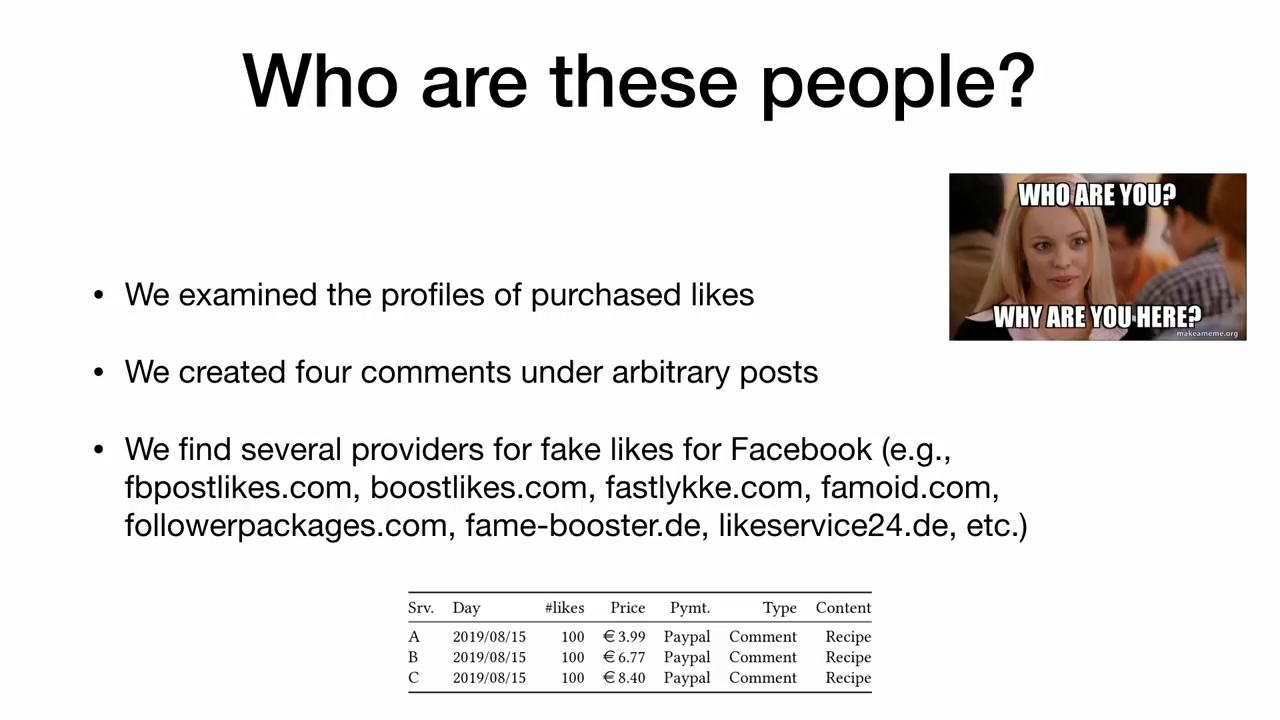 Who are these people?
WHO ARE YOU?
WHY ARE YOU HERE?
makeameme.org
• We examined the profiles of purchased likes
• We created four comments under arbitrary posts
• We find several providers for fake likes for Facebook (e.g.,
fbpostlikes.com, boostlikes.com, fastlykke.com, famoid.com,
followerpackages.com, fame-booster.de, likeservice24.de, etc.)
Srv. Day #likes Price Pymt. Type Content
A 2019/08/15 100 €3.99 Paypal Comment Recipe
B 2019/08/15 100 €6.77 Paypal Comment Recipe
C 2019/08/15 100 €8.40 Paypal Comment Recipe